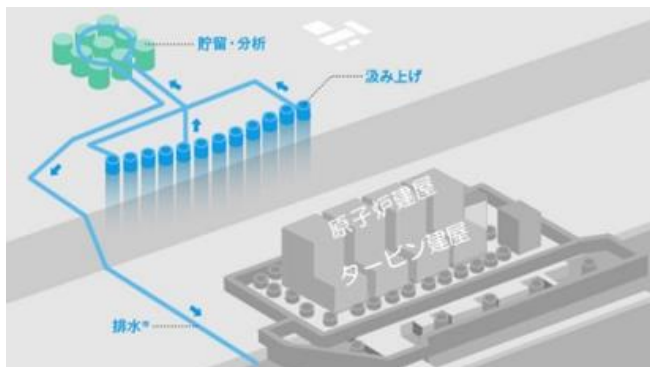 貯留・分析
汲み上げ
原子炉建屋
タービン建屋
排水※